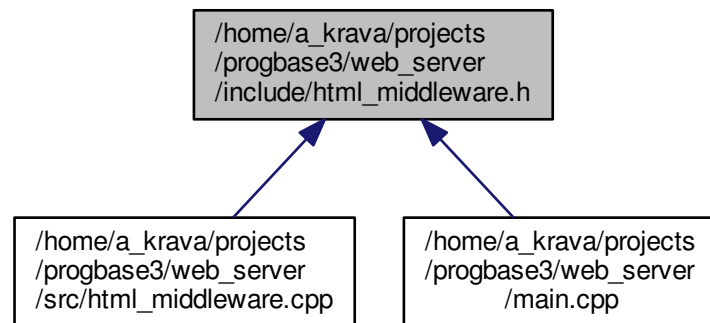 /home/a_krava/projects
/progbase3/web_server
/include/html_middleware.h
/home/a_krava/projects
/progbase3/web_server
/src/html_middleware.cpp
/home/a_krava/projects
/progbase3/web_server
/main.cpp